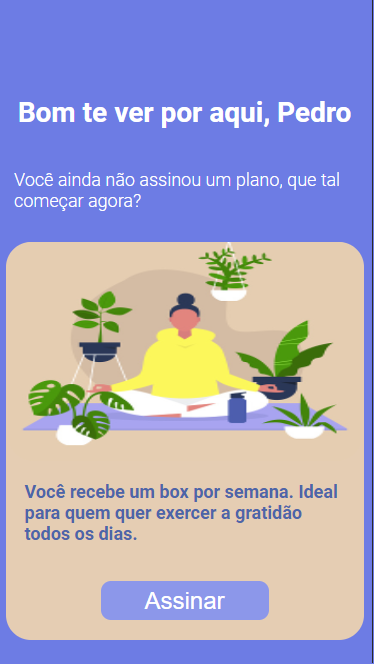 Bom te ver por aqui, Pedro
Você ainda não assinou um plano, que tal
começar agora?
Você recebe um box por semana. Ideal
para quem quer exercer a gratidão
todos os dias.
Assinar